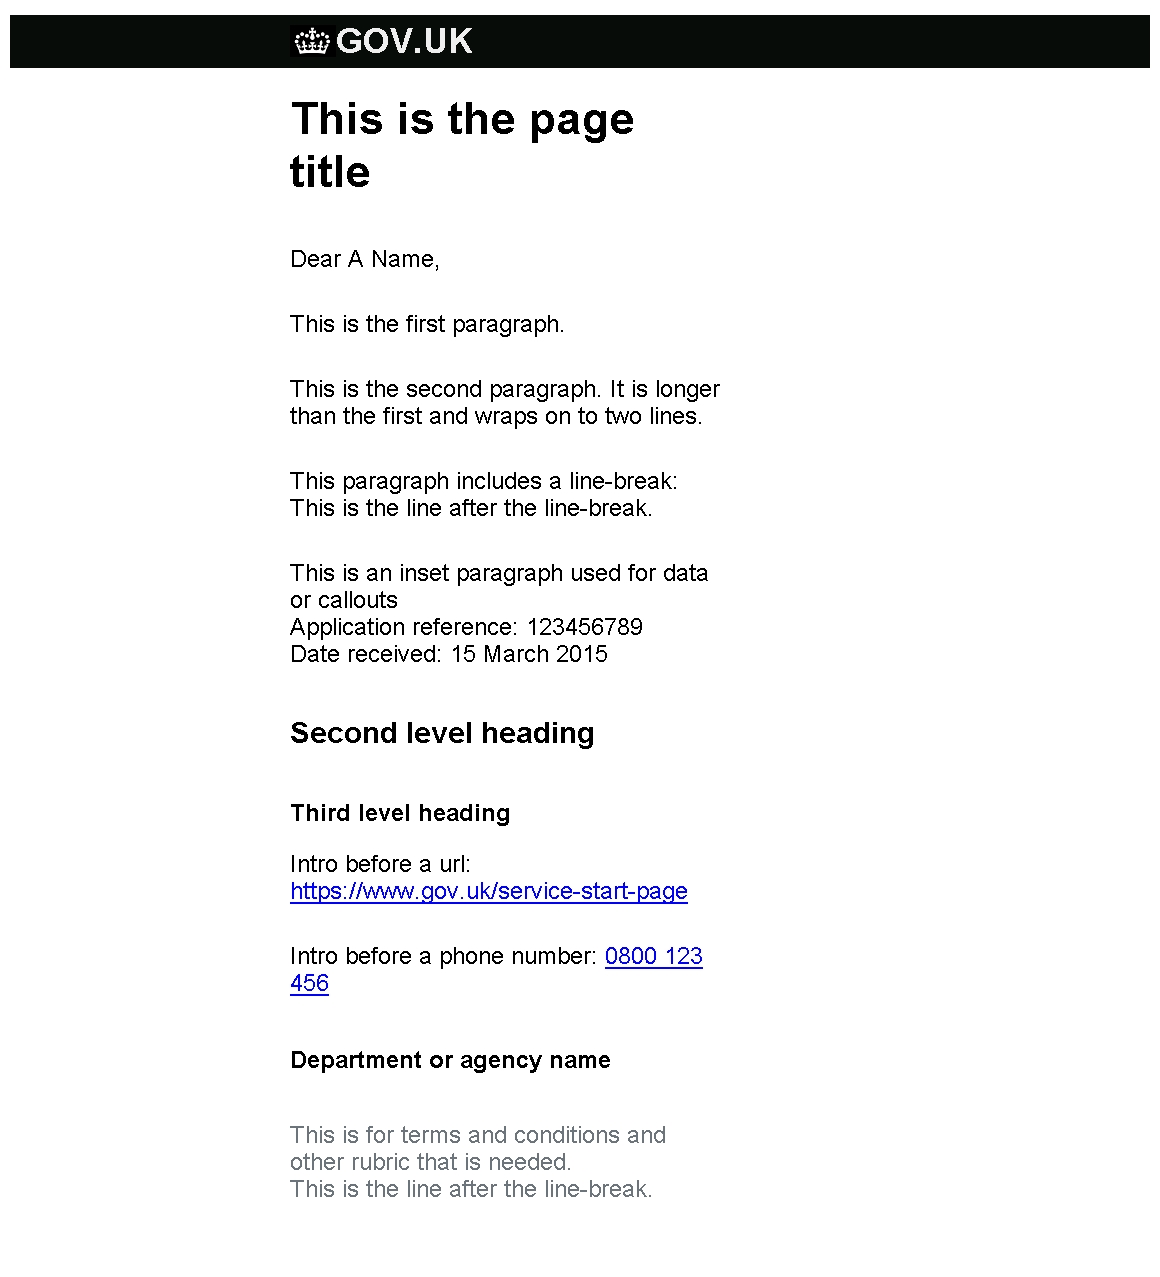 GOV.UK
This is the page
title
Dear A Name,
This is the first paragraph.
This is the second paragraph. It is longer
than the first and wraps on to two lines.
This paragraph includes a line-break:
This is the line after the line-break.
This is an inset paragraph used for data
or callouts
Application reference: 123456789
Date received: 15 March 2015
Second level heading
Third level heading
Intro before a url:
https://www.gov.uk/service-start-page
Intro before a phone number: 0800 123
456
Department or agency name
This is for terms and conditions and
other rubric that is needed.
This is the line after the line-break.